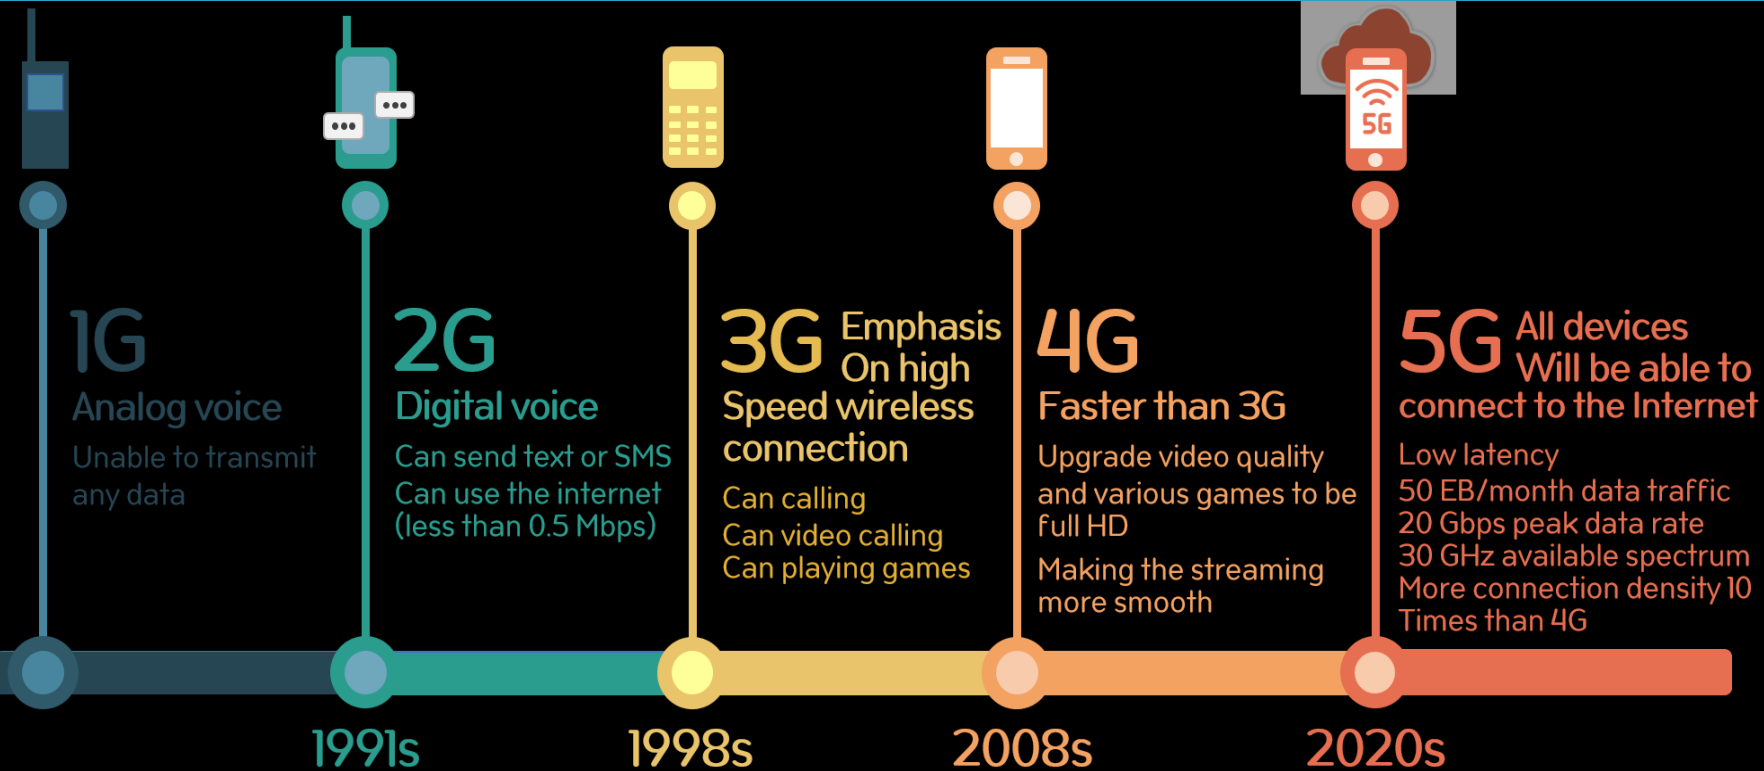 5G
1G
Analog voice
Unable to transmit
any data
2G
Digital voice
Can send text or SMS
Can use the internet
(less than 0.5 Mbps)
3G Emphasis
On high
Speed wireless
connection
Can calling
Can video calling
Can playing games
4G
Faster than 3G
Upgrade video quality
and various games to be
full HD
Making the streaming
more smooth
5G All devices
Will be able to
connect to the Internet
Low latency
50 EB/month data traffic
20 Gbps peak data rate
30 GHz available spectrum
More connection density 10
Times than 4G
1991s
1998s
2008s
2020s